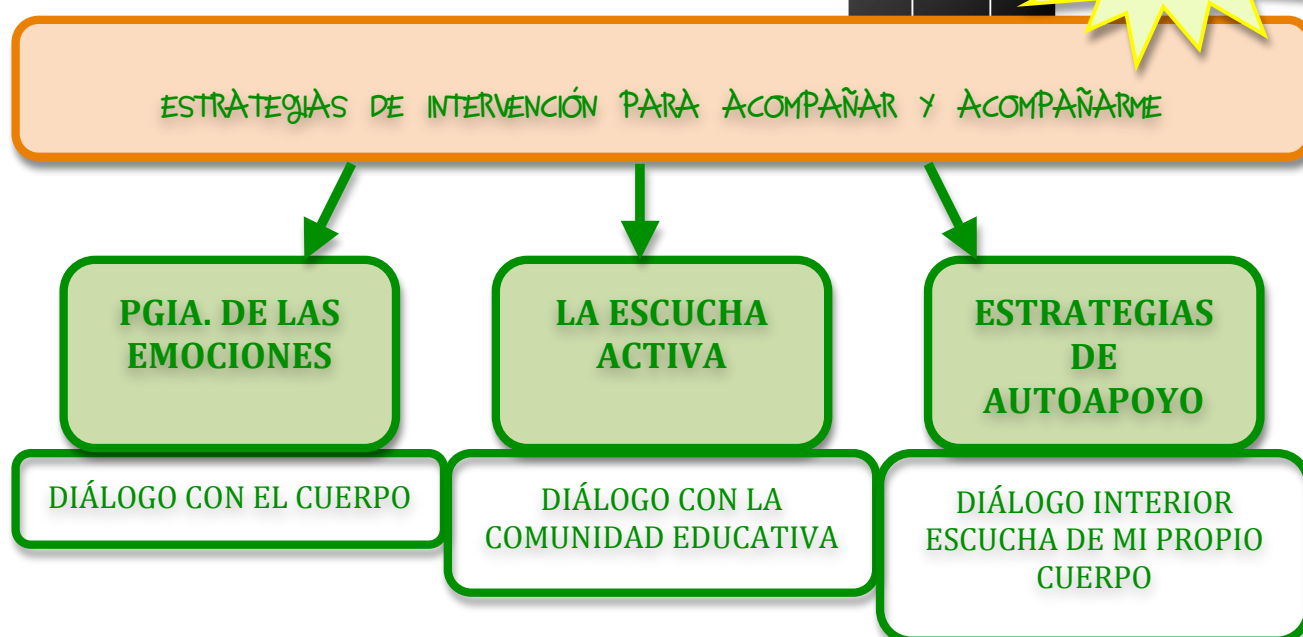 ESTRATEGIAS DE INTERVENCIÓN PARA ACOMPAÑAR Y ACOMPAÑARME
PGIA. DE LAS
EMOCIONES
LA ESCUCHA
ACTIVA
ESTRATEGIAS
DE
AUTOAPOYO
DIÁLOGO CON EL CUERPO
DIÁLOGO CON LA
COMUNIDAD EDUCATIVA
DIÁLOGO INTERIOR
ESCUCHA DE MI PROPIO
CUERPO